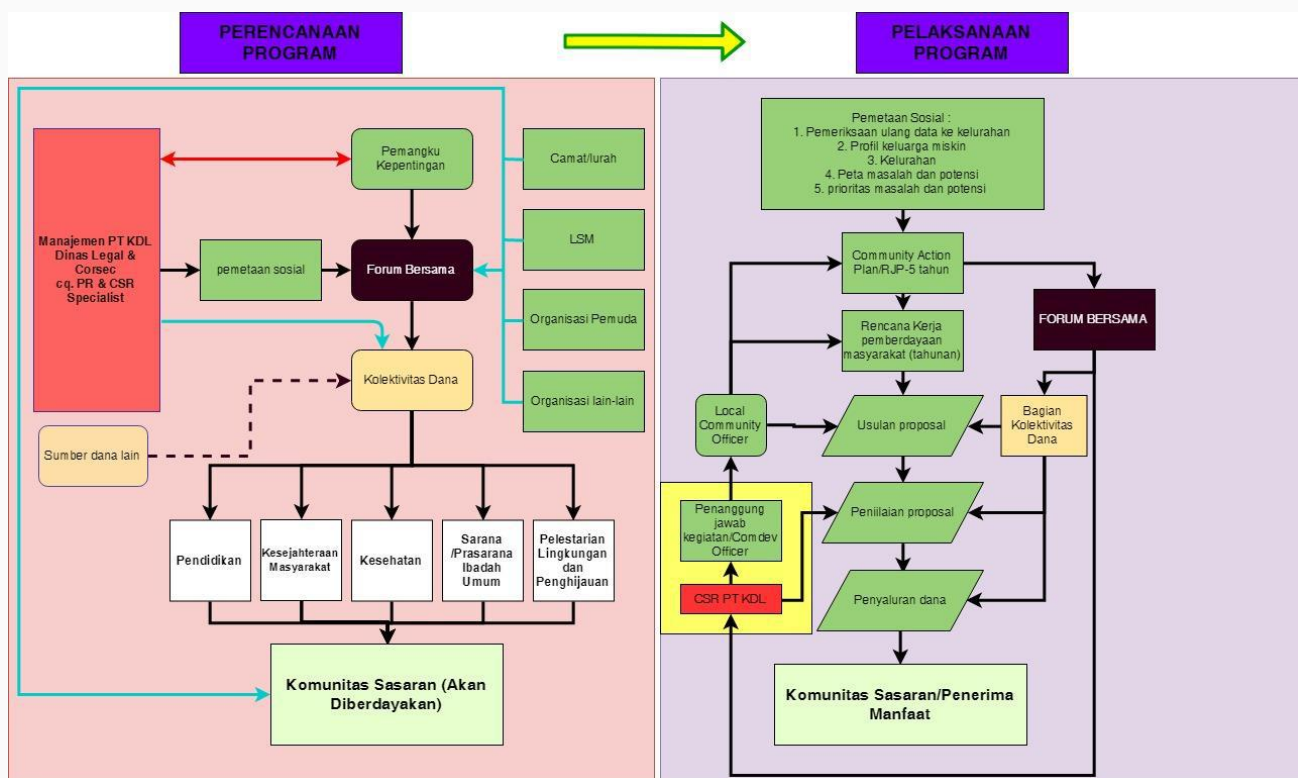 PERENCANAAN
PROGRAM
PELAKSANAAN
PROGRAM
Pemangku
Kepentingan
Camat/lurah
Manajemen PT KDL
Dinas Legal &
Corsec
cq. PR & CSR
Specialist
pemetaan sosial
Forum Bersama
LSM
Organisasi Pemuda
Kolektivitas Dana
Organisasi lain-lain
Sumber dana lain
Pendidikan
Kesejahteraan
Masyarakat
Kesehatan
Sarana
/Prasarana
Ibadah
Umum
Pelestarian
Lingkungan
dan
Penghijauan
Komunitas Sasaran (Akan
Diberdayakan)
Pemetaan Sosial :
1. Pemeriksaan ulang data ke kelurahan
2. Profil keluarga miskin
3. Kelurahan
4. Peta masalah dan potensi
5. prioritas masalah dan potensi
Community Action
Plan/RJP-5 tahun
FORUM BERSAMA
Rencana Kerja
pemberdayaan
masyarakat (tahunan)
Local
Community
Officer
Usulan proposal
Bagian
Kolektivitas
Dana
Penanggung
jawab
kegiatan/Comdev
Officer
Peniilaian proposal
CSR PT KDL
Penyaluran dana
Komunitas Sasaran/Penerima
Manfaat